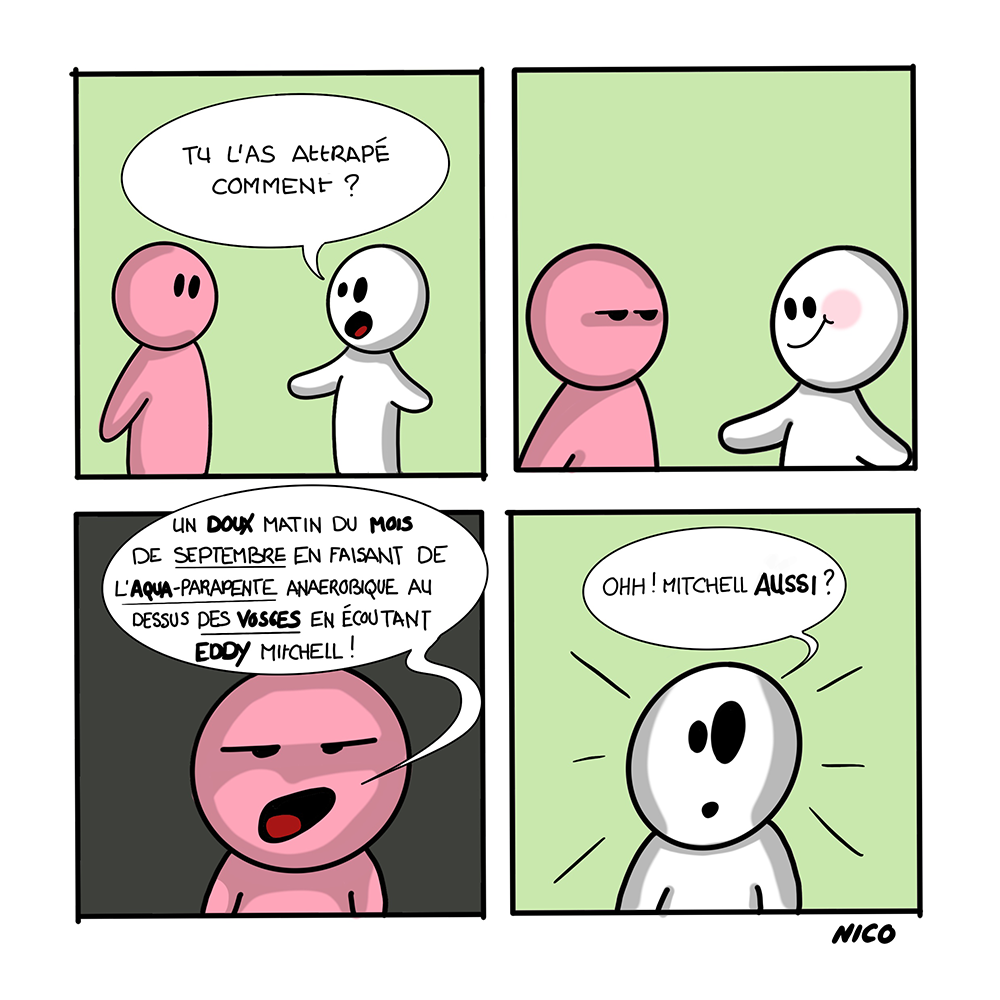 TU L'AS ATTRAPÉ
COMMENT ?
UN DOUX MATIN DU MOIS
DE SEPTEMBRE EN FAISANT DE
L'AQUA-PARAPENTE ANAEROBIQUE AU
DESSUS DES VOSGES EN ÉCOUTANT
EDDY MITCHELL !
OHH ! MITCHELL AUSSI ?
NICO